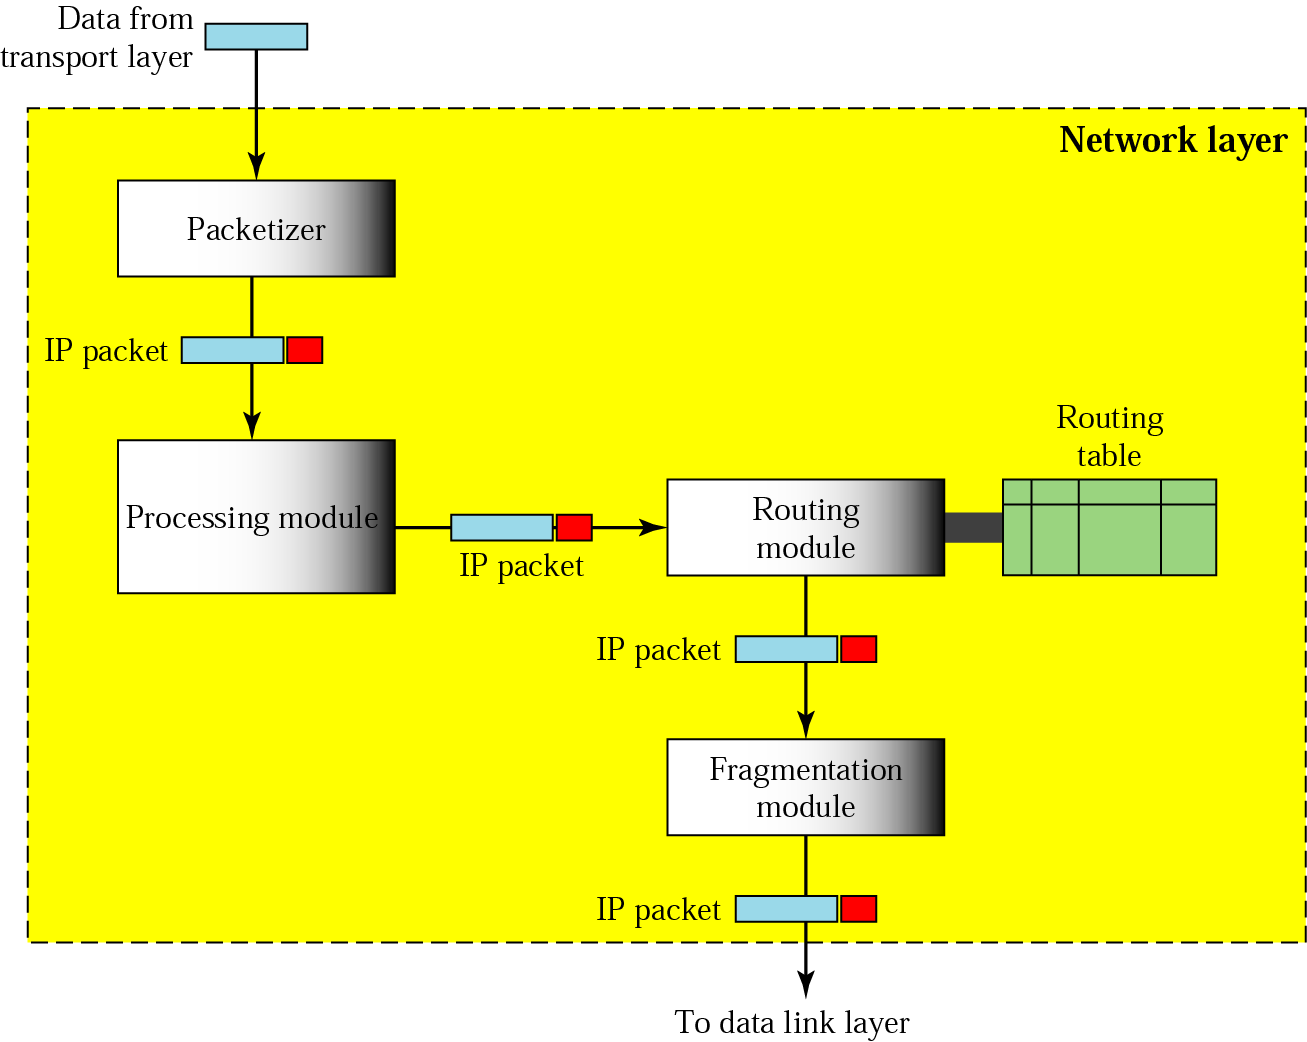 Data from
transport layer
Network layer
Packetizer
IP packet
Processing module
IP packet
Routing
module
Routing
table
IP packet
Fragmentation
module
IP packet
To data link layer